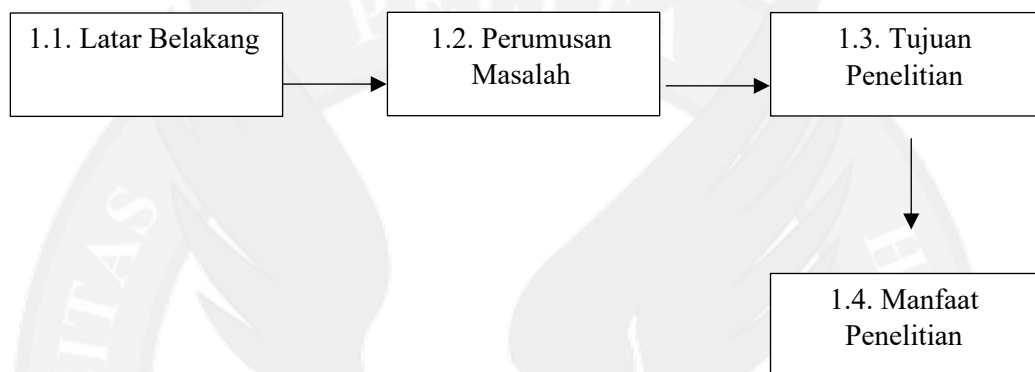 1.1. Latar Belakang
1.2. Perumusan
Masalah
1.3. Tujuan
Penelitian
1.4. Manfaat
Penelitian